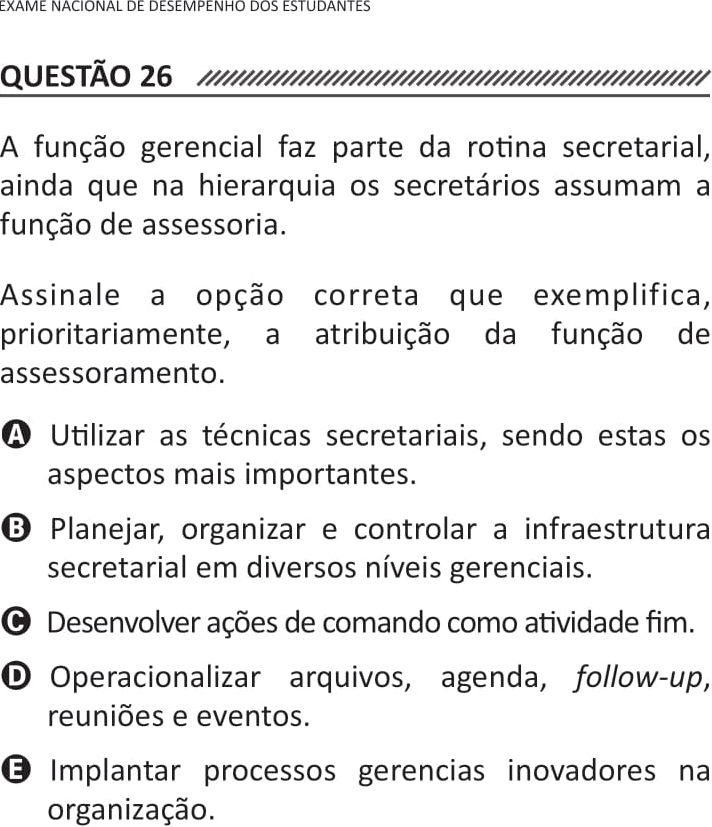 EXAME NACIONAL DE DESEMPENHO DOS ESTUDANTES
QUESTÃO 26
A função gerencial faz parte da rotina secretarial,
ainda que na hierarquia os secretários assumam a
função de assessoria.
Assinale a opção correta que exemplifica,
prioritariamente, a atribuição da função de
assessoramento.
A Utilizar as técnicas secretariais, sendo estas os
aspectos mais importantes.
B Planejar, organizar e controlar a infraestrutura
secretarial em diversos níveis gerenciais.
C Desenvolver ações de comando como atividade fim.
D Operacionalizar arquivos, agenda, follow-up,
reuniões e eventos.
E Implantar processos gerencias inovadores na
organização.